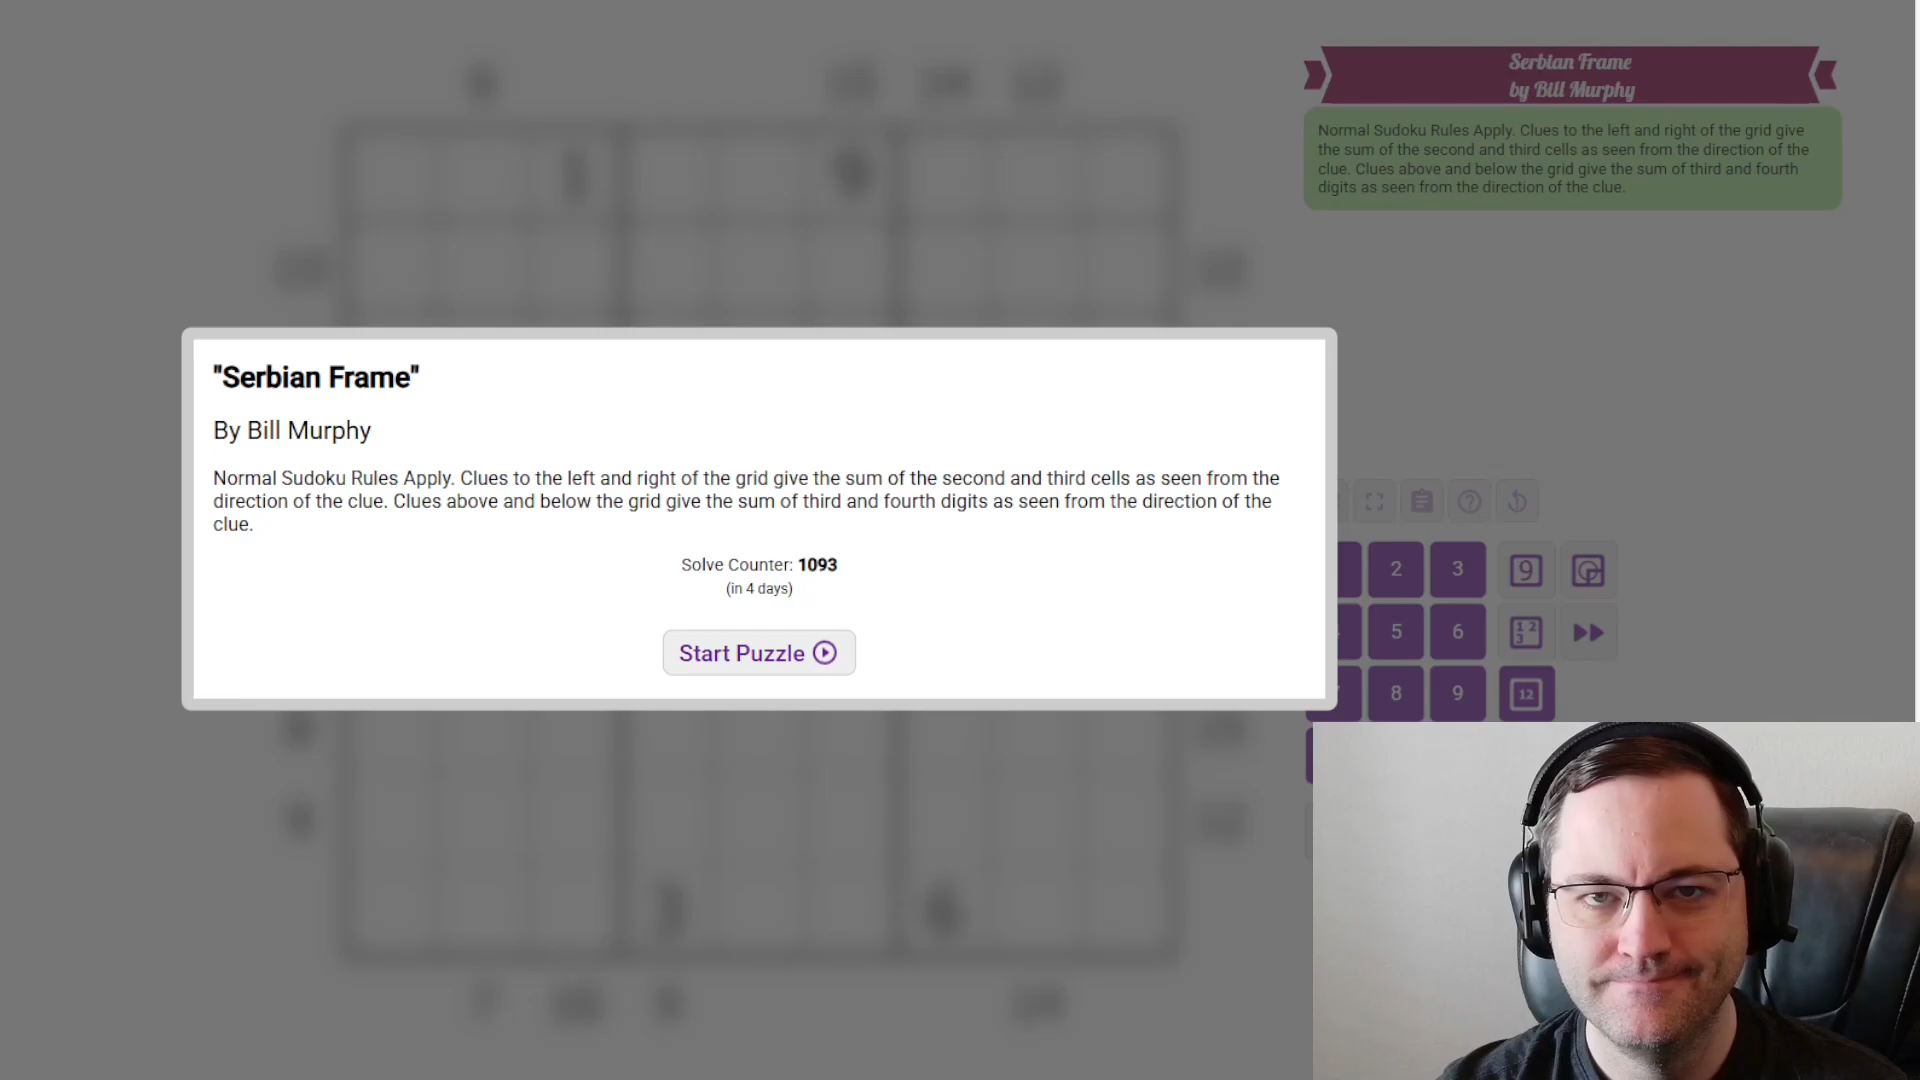 Serbian Frame
by Bill Murphy
Normal Sudoku Rules Apply. Clues to the left and right of the grid give
the sum of the second and third cells as seen from the direction of the
clue. Clues above and below the grid give the sum of third and fourth
digits as seen from the direction of the clue.
"Serbian Frame"
By Bill Murphy
Normal Sudoku Rules Apply. Clues to the left and right of the grid give the sum of the second and third cells as seen from the
direction of the clue. Clues above and below the grid give the sum of third and fourth digits as seen from the direction of the
clue.
Solve Counter: 1093
(in 4 days)
Start Puzzle
2 3 9
5 6 1 2 3
8 9 12